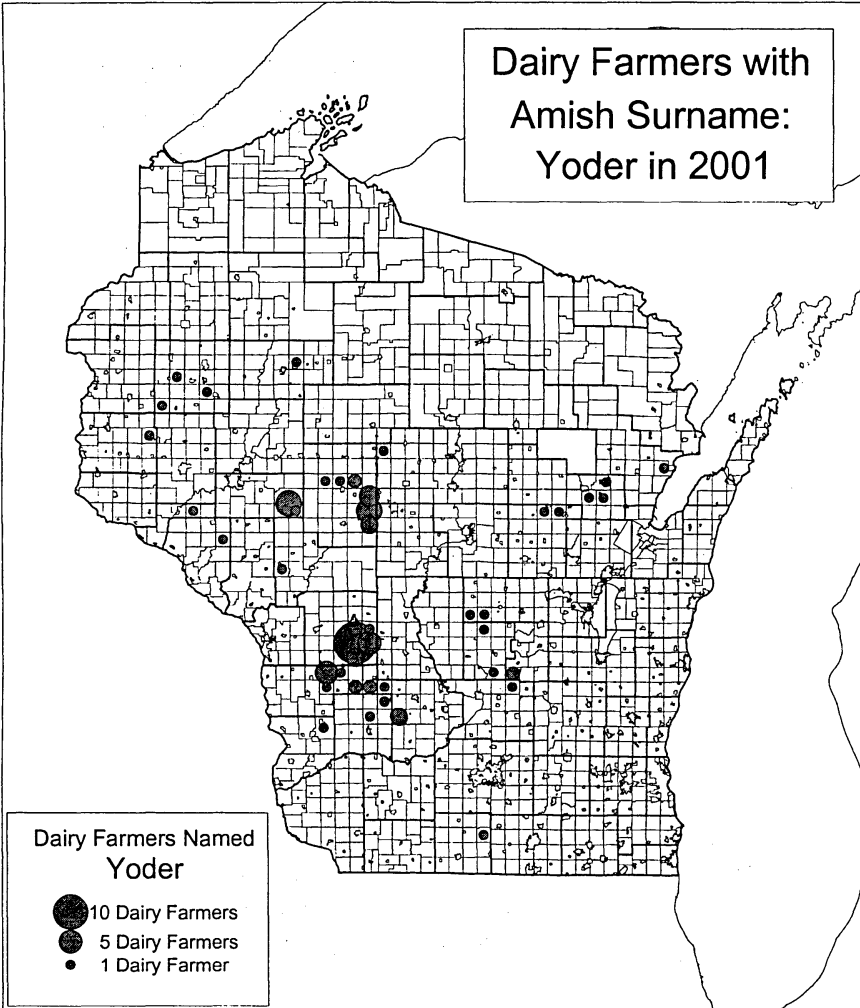 Dairy Farmers with
Amish Surname:
Yoder in 2001
Dairy Farmers Named
Yoder
10 Dairy Farmers
5 Dairy Farmers
1 Dairy Farmer